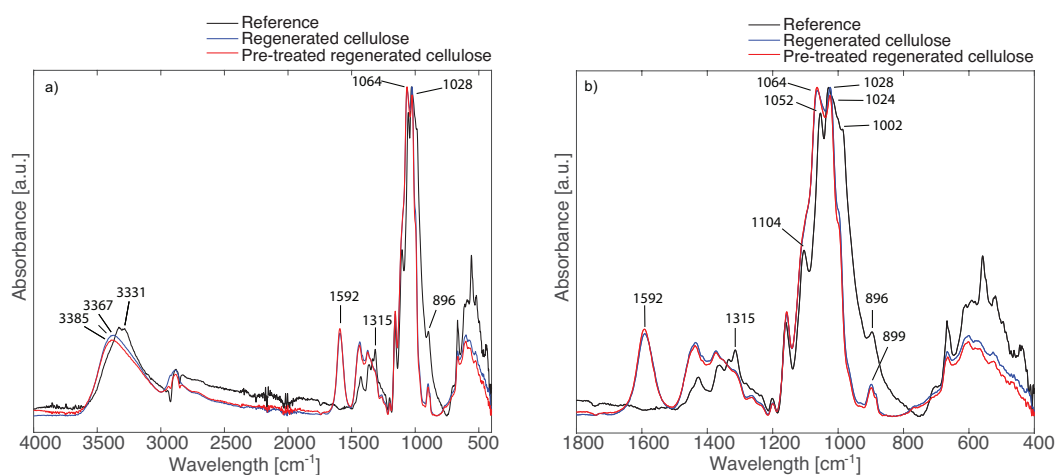 Reference
Regenerated cellulose
Pre-treated regenerated cellulose
a)
1064
1028
3331
3367
3385
1592
1315
896
Absorbance [a.u.]
4000 3500 3000 2500 2000 1500 1000 500
Wavelength [cm⁻¹]
Reference
Regenerated cellulose
Pre-treated regenerated cellulose
b)
1064
1028
1052
1024
1002
1104
1592
1315
896
899
Absorbance [a.u.]
1800 1600 1400 1200 1000 800 600 400
Wavelength [cm⁻¹]